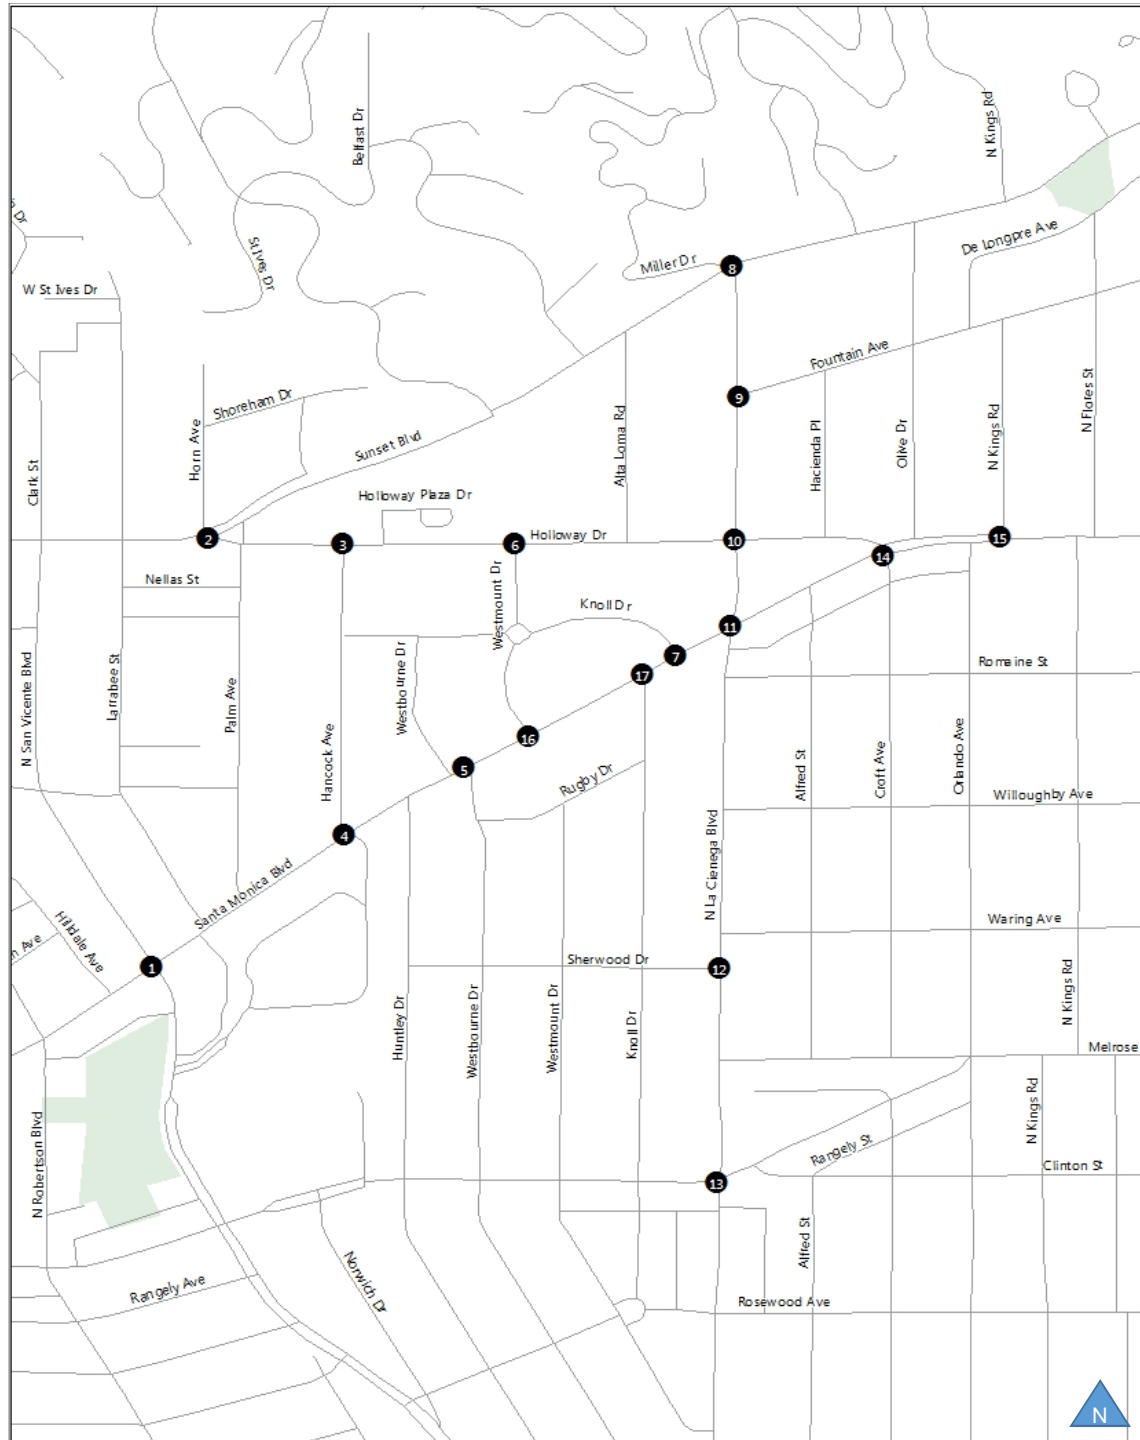 N Kings Rd
Belfast Dr
Dr
De Longpre Ave
St Ives Dr
Miller Dr
8
W St Ives Dr
Fountain Ave
9
Shoreham Dr
N Flores St
Alta Loma Rd
Horn Ave
Sunset Blvd
Hacienda Pl
Olive Dr
N Kings Rd
Clark St
Holloway Plaza Dr
2
3
6
Holloway Dr
10
14
15
Nellas St
Westmount Dr
Knoll Dr
11
7
17
Romaine St
N San Vicente Blvd
Larrabee St
Palm Ave
Westbourne Dr
16
Hancock Ave
5
Rugby Dr
Alfred St
Croft Ave
Orlando Ave
Willoughby Ave
4
N La Cienega Blvd
Santa Monica Blvd
Waring Ave
Hilldale Ave
n Ave
1
Sherwood Dr
12
N Kings Rd
Huntley Dr
Westbourne Dr
Westmount Dr
Knoll Dr
Melrose
N Kings Rd
N Robertson Blvd
Rangely St
Clinton St
13
Alfred St
Rangely Ave
Norwich Dr
Rosewood Ave
N